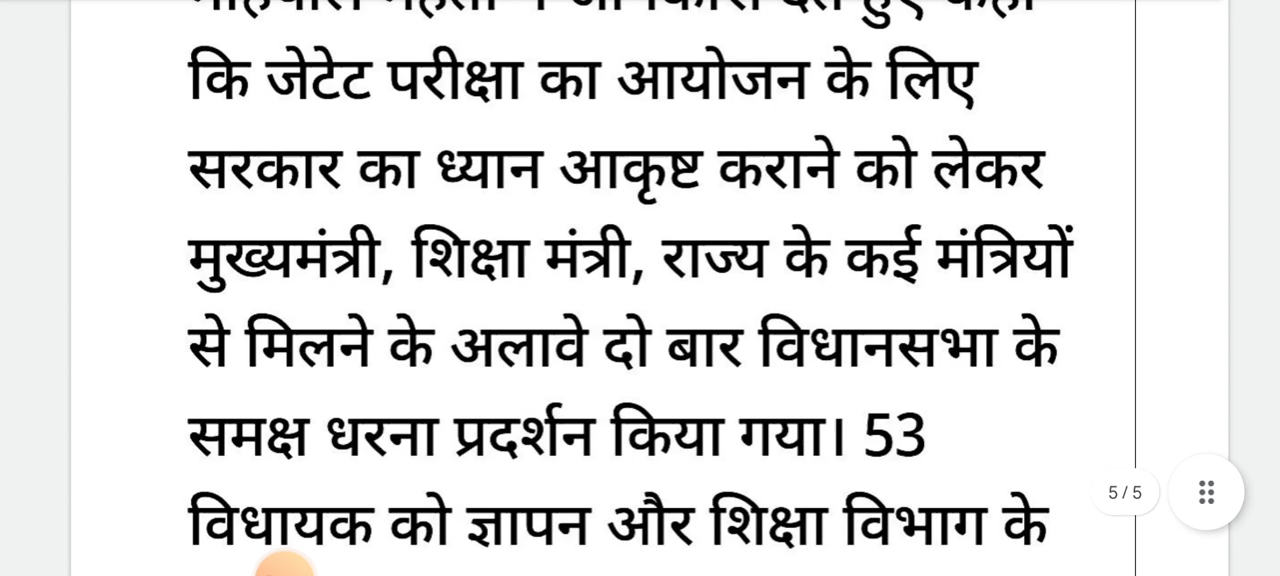 कि जेटेट परीक्षा का आयोजन के लिए
सरकार का ध्यान आकृष्ट कराने को लेकर
मुख्यमंत्री, शिक्षा मंत्री, राज्य के कई मंत्रियों
से मिलने के अलावे दो बार विधानसभा के
समक्ष धरना प्रदर्शन किया गया। 53
विधायक को ज्ञापन और शिक्षा विभाग के
5 / 5